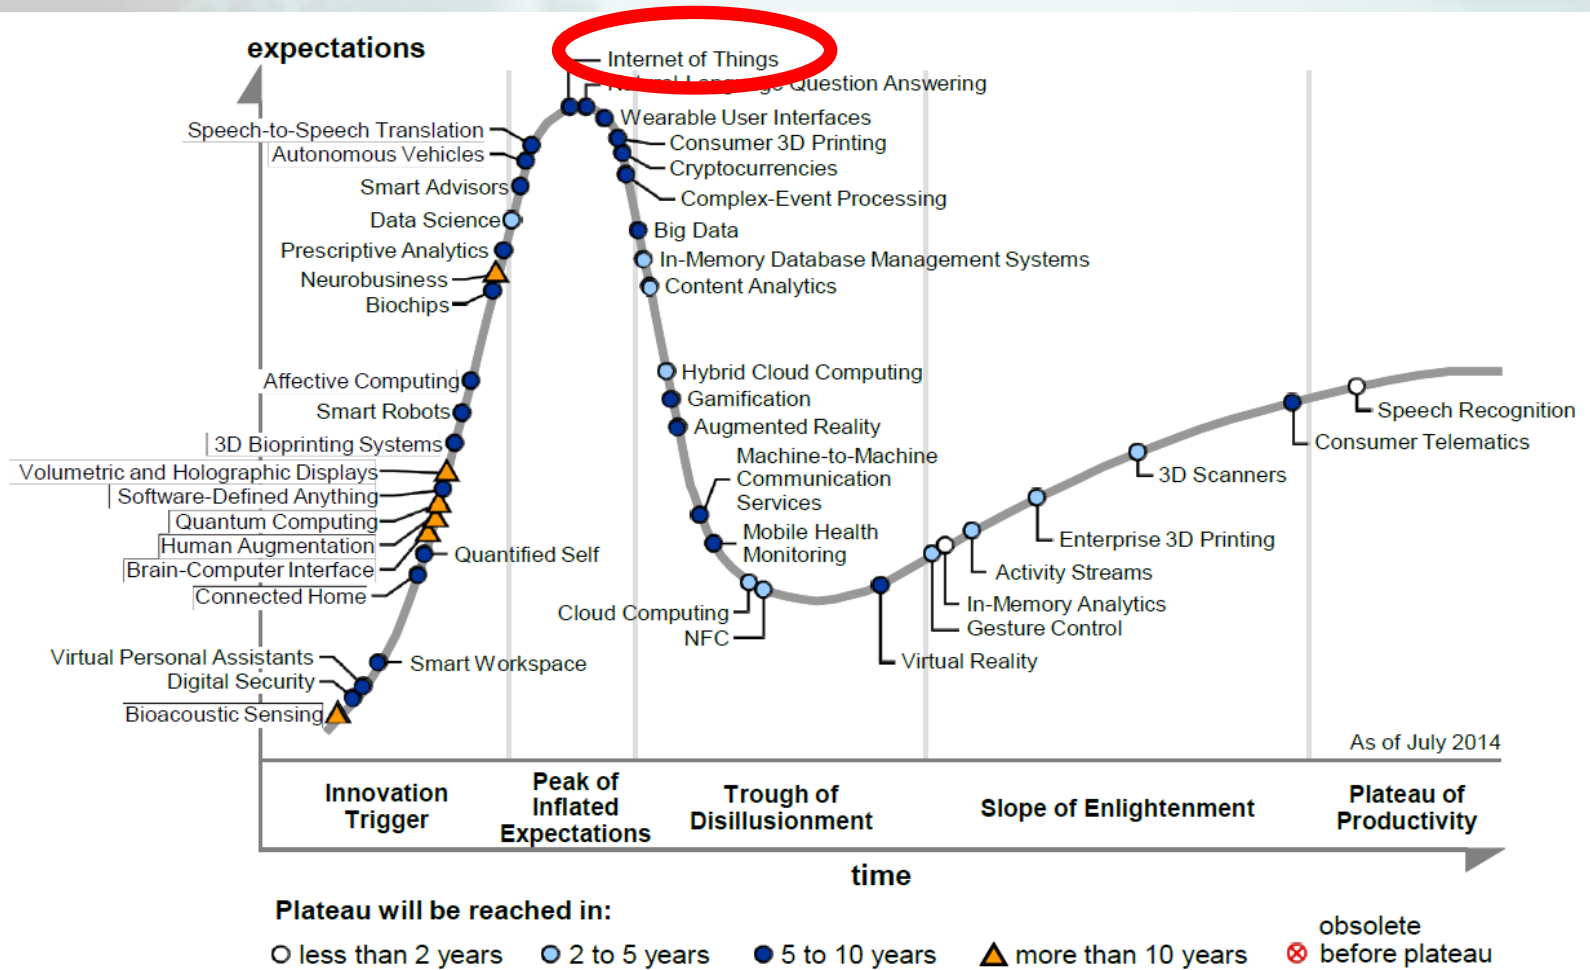 expectations
Internet of Things
Natural Language Question Answering
Wearable User Interfaces
Speech-to-Speech Translation
Consumer 3D Printing
Autonomous Vehicles
Cryptocurrencies
Smart Advisors
Complex-Event Processing
Data Science
Big Data
Prescriptive Analytics
In-Memory Database Management Systems
Neurobusiness
Content Analytics
Biochips
Hybrid Cloud Computing
Affective Computing
Gamification
Smart Robots
Augmented Reality
3D Bioprinting Systems
Machine-to-Machine
Communication
Services
Volumetric and Holographic Displays
Software-Defined Anything
Quantum Computing
Human Augmentation
Brain-Computer Interface
Quantified Self
Connected Home
Mobile Health
Monitoring
Cloud Computing
NFC
Virtual Personal Assistants
Smart Workspace
Digital Security
Bioacoustic Sensing
Speech Recognition
Consumer Telematics
3D Scanners
Enterprise 3D Printing
Activity Streams
In-Memory Analytics
Gesture Control
Virtual Reality
As of July 2014
Innovation
Trigger
Peak of
Inflated
Expectations
Trough of
Disillusionment
Slope of Enlightenment
Plateau of
Productivity
time
Plateau will be reached in:
less than 2 years
2 to 5 years
5 to 10 years
more than 10 years
obsolete
before plateau